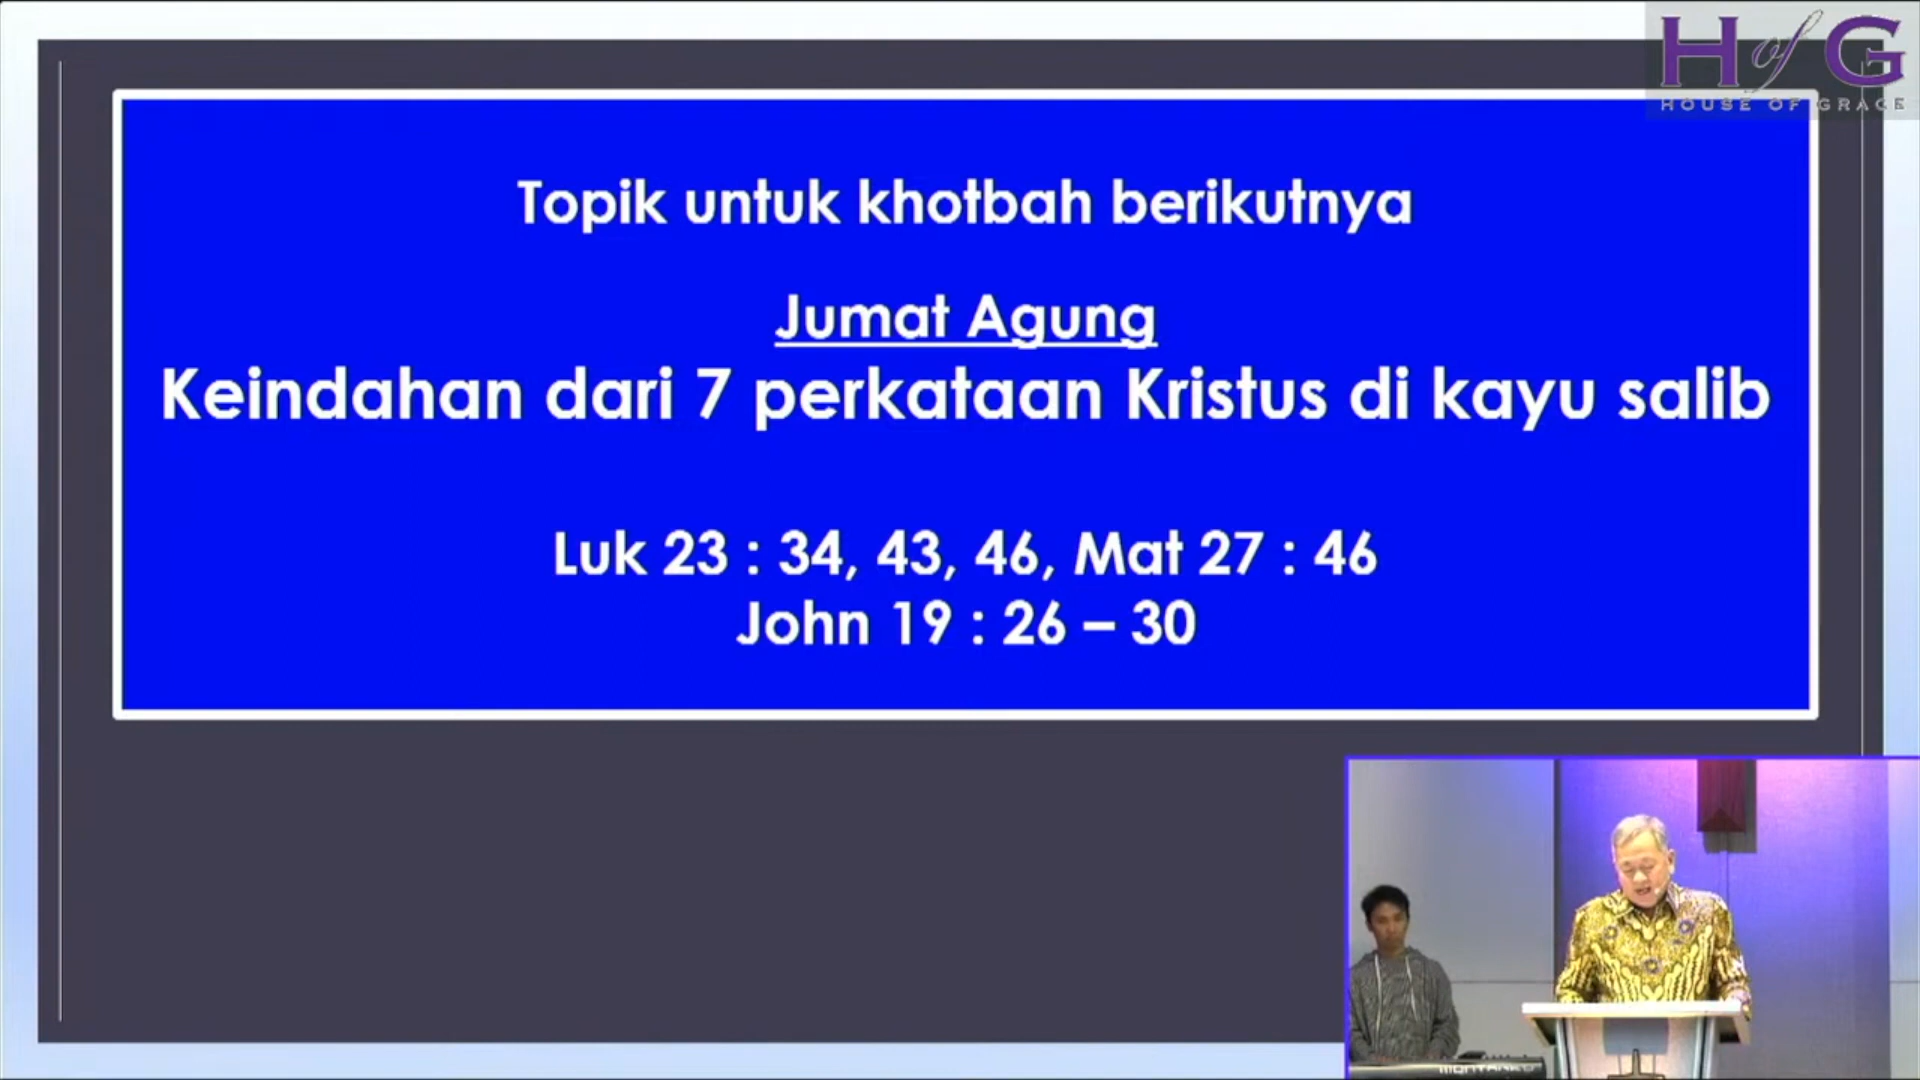 H of G
HOUSE OF GRACE
Topik untuk khotbah berikutnya
Jumat Agung
Keindahan dari 7 perkataan Kristus di kayu salib
Luk 23 : 34, 43, 46, Mat 27 : 46
John 19 : 26 – 30